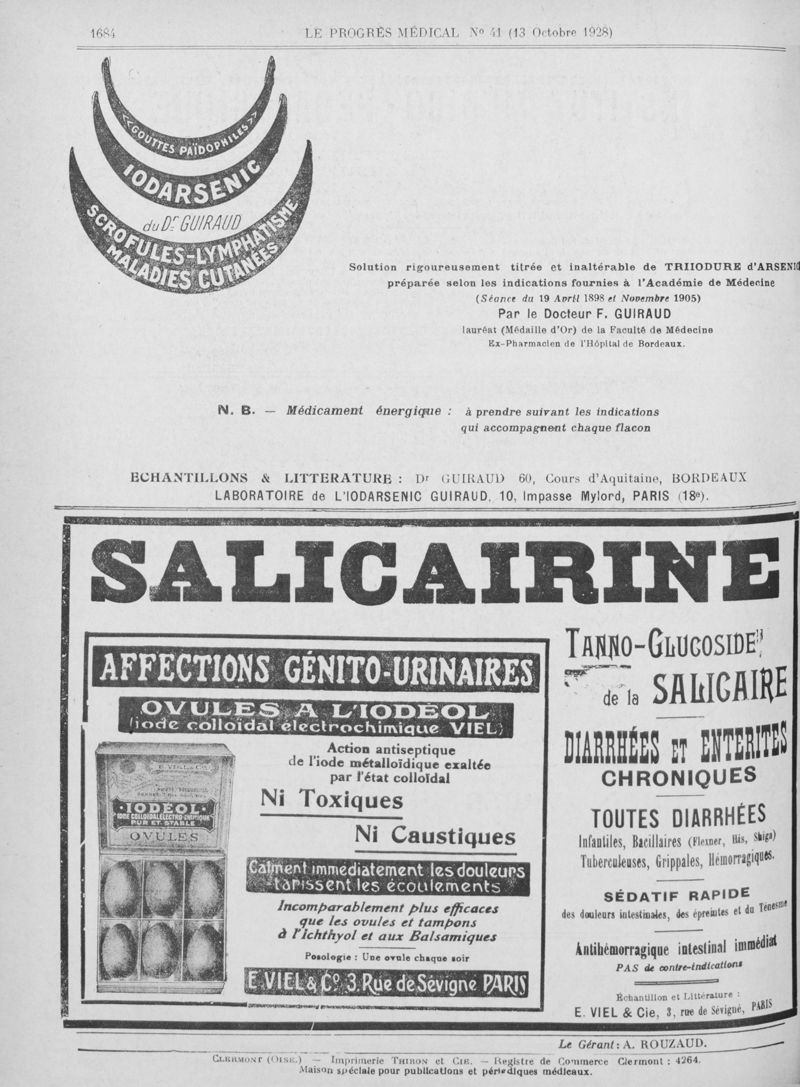 1684
LE PROGRÈS MÉDICAL No 41 (13 Octobre 1928)
«GOUTTES PAÏDOPHILES»
IODARSENIC
du Dr GUIRAUD
SCROFULES-LYMPHATISME
MALADIES CUTANÉES
Solution rigoureusement titrée et inaltérable de TRIIODURE d'ARSENIC
préparée selon les indications fournies à l'Académie de Médecine
(Séance du 19 Avril 1898 et Novembre 1905)
Par le Docteur F. GUIRAUD
lauréat (Médaille d'Or) de la Faculté de Médecine
Ex-Pharmacien de l'Hôpital de Bordeaux.
N. B. — Médicament énergique : à prendre suivant les indications
qui accompagnent chaque flacon
ECHANTILLONS & LITTERATURE : Dr GUIRAUD 60, Cours d'Aquitaine, BORDEAUX
LABORATOIRE de L'IODARSENIC GUIRAUD, 10, Impasse Mylord, PARIS (18e).
SALICAIRINE
AFFECTIONS GÉNITO-URINAIRES
OVULES A L'IODÉOL
(iode colloïdal électrochimique VIEL)
E. VIEL & Co
IODÉOL
IODE COLLOIDAL ELECTRO-CHIMIQUE
PUR ET STABLE
OVULES
Action antiseptique
de l'iode métalloïdique exaltée
par l'état colloïdal
Ni Toxiques
Ni Caustiques
Calment immédiatement les douleurs
tarissent les écoulements
Incomparablement plus efficaces
que les ovules et tampons
à l'Ichthyol et aux Balsamiques
Posologie : Une ovule chaque soir
E. VIEL & Co. 3. Rue de Sévigné PARIS
TANNO-GLUCOSIDE
de la SALICAIRE
DIARRHÉES ET ENTERITES
CHRONIQUES
TOUTES DIARRHÉES
Infantiles, Bacillaires (Flexner, His, Shiga)
Tuberculeuses, Grippales, Hémorragiques.
SÉDATIF RAPIDE
des douleurs intestinales, des épreintes et du Ténesme
Antihémorragique intestinal immédiat
PAS de contre-indications
Échantillon et Littérature :
E. VIEL & Cie, 3, rue de Sévigné, PARIS
Le Gérant : A. ROUZAUD.
CLERMONT (OISE.) — Imprimerie THIRON et CIE. — Registre de Commerce Clermont : 4264.
Maison spéciale pour publications et périodiques médicaux.